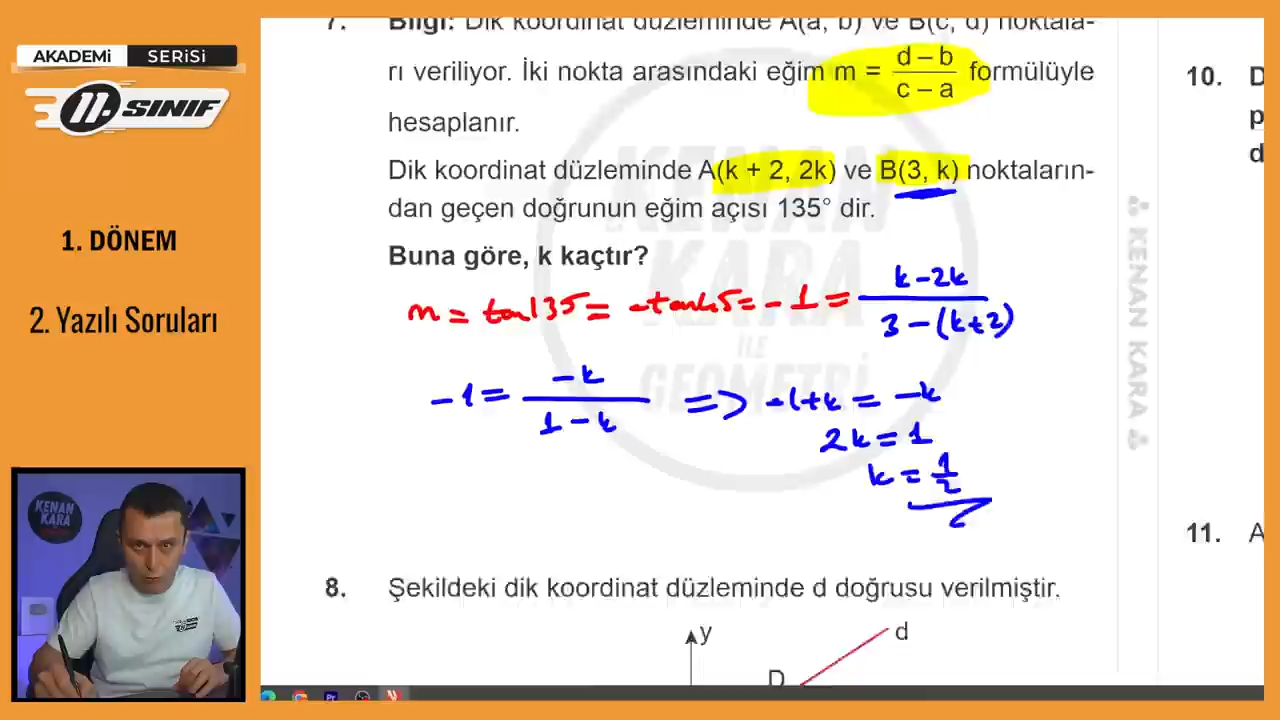 AKADEMİ SERİSİ
11. SINIF
1. DÖNEM
2. Yazılı Soruları
KENAN KARA
7. Bilgi: Dik koordinat düzleminde A(a, b) ve B(c, d) noktala-
rı veriliyor. İki nokta arasındaki eğim m = d – b / c – a formülüyle
hesaplanır.
Dik koordinat düzleminde A(k + 2, 2k) ve B(3, k) noktaların-
dan geçen doğrunun eğim açısı 135° dir.
Buna göre, k kaçtır?
m = tan135 = -tan45 = -1 = k-2k / 3-(k+2)
-1 = -k / 1-k => -1+k = -k
2k = 1
k = 1/2
KENAN KARA İLE GEOMETRİ
8. Şekildeki dik koordinat düzleminde d doğrusu verilmiştir.
y
d
D
KENAN KARA
10. D
p
d
11. A